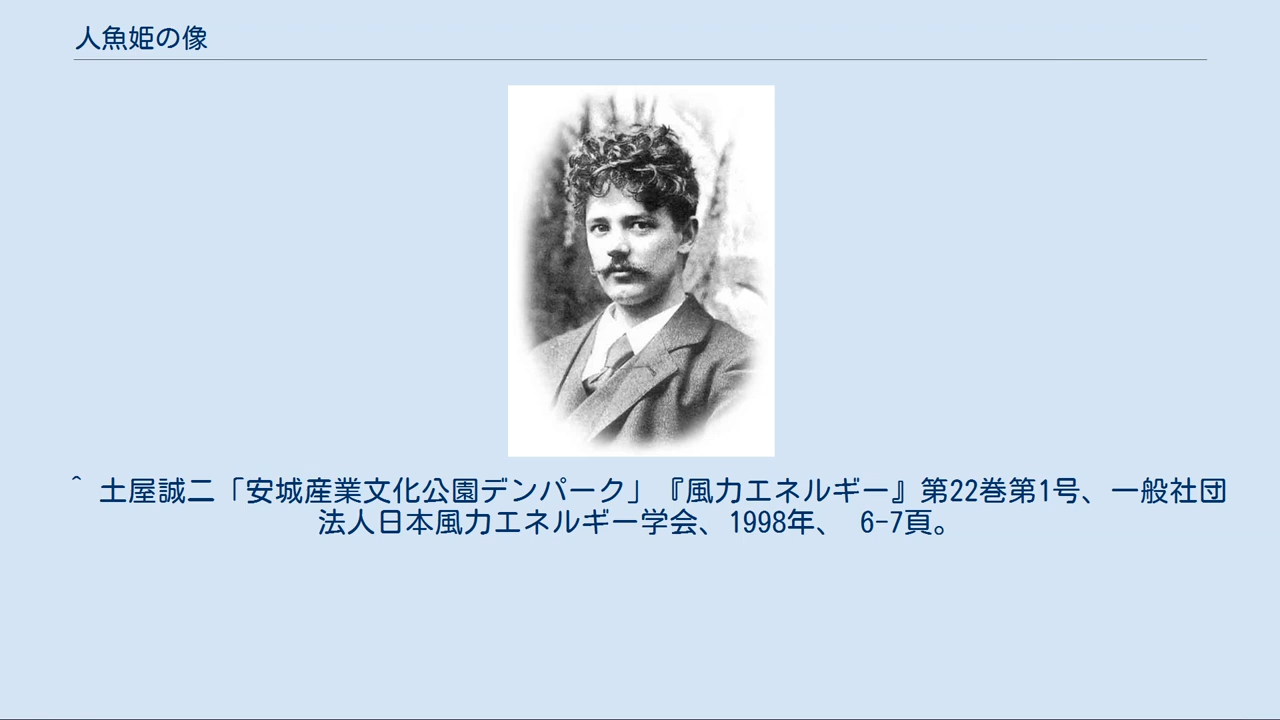 人魚姫の像
^ 土屋誠二「安城産業文化公園デンパーク」『風力エネルギー』第22巻第1号、一般社団
法人日本風力エネルギー学会、1998年、 6-7頁。